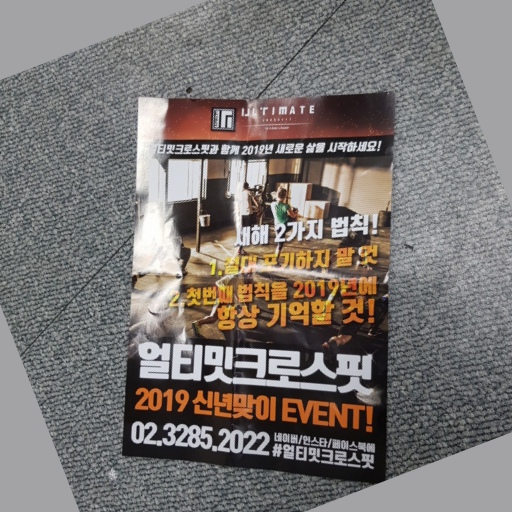 ULTIMATE
얼티밋크로스핏과 함께 2019년 새로운 삶을 시작하세요!
새해 2가지 법칙!
1.절대 포기하지 말 것
2. 첫번째 법칙을 2019년에
항상 기억할 것!
얼티밋크로스핏
2019 신년맞이 EVENT!
02.3285.2022
네이버/인스타/페이스북에
#얼티밋크로스핏